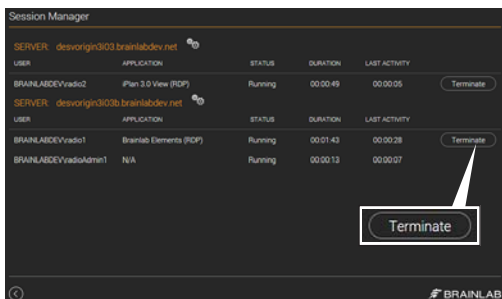 Session Manager
SERVER: desvorigin3i03.brainlabdev.net
USER APPLICATION STATUS DURATION LAST ACTIVITY
BRAINLABDEV\radio2 iPlan 3.0 View (RDP) Running 00:00:49 00:00:05 Terminate
SERVER: desvorigin3i03b.brainlabdev.net
USER APPLICATION STATUS DURATION LAST ACTIVITY
BRAINLABDEV\radio1 Brainlab Elements (RDP) Running 00:01:43 00:00:28 Terminate
BRAINLABDEV\radioAdmin1 N/A Running 00:00:13 00:00:07
Terminate
BRAINLAB